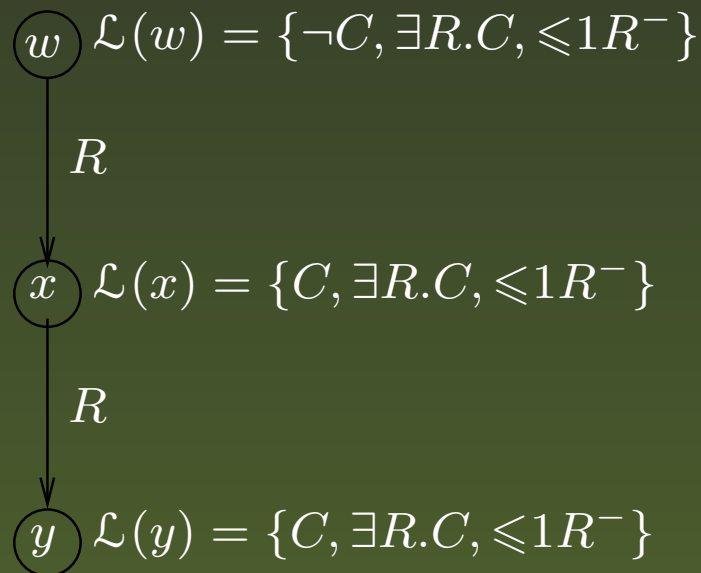 w ℒ(w) = {¬C, ∃R.C, ⩽1R⁻}
R
x ℒ(x) = {C, ∃R.C, ⩽1R⁻}
R
y ℒ(y) = {C, ∃R.C, ⩽1R⁻}